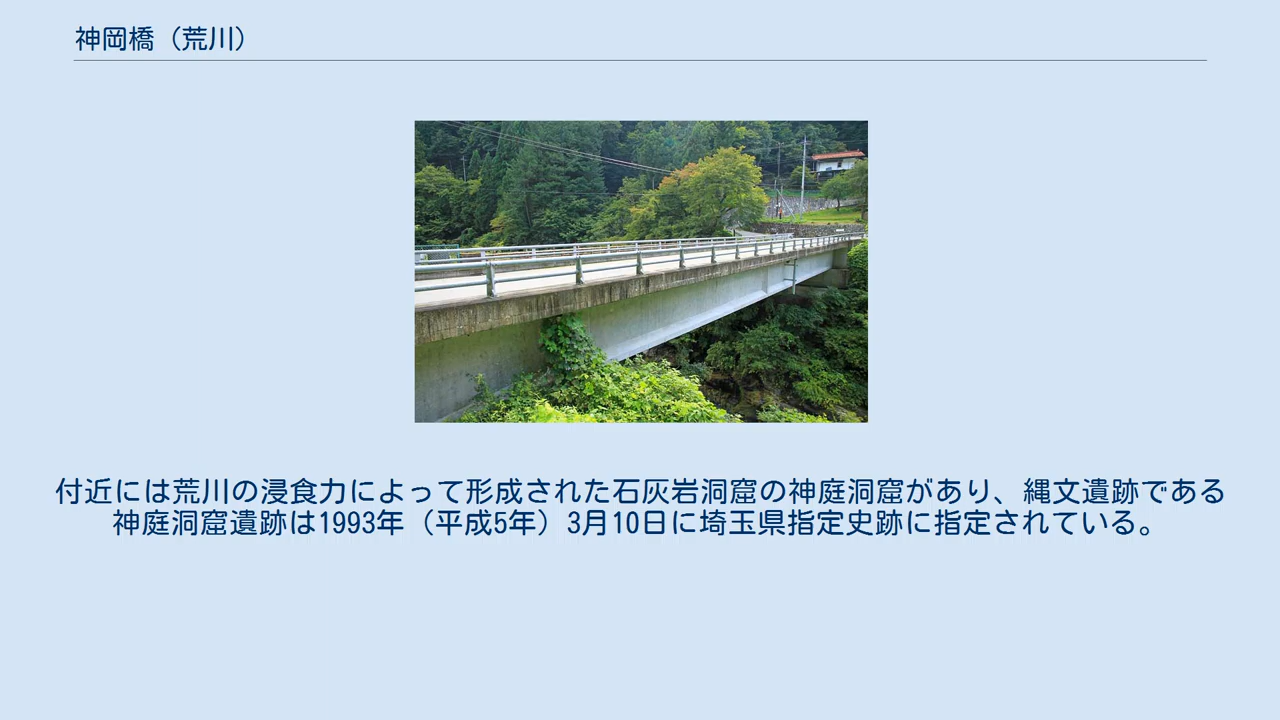 神岡橋（荒川）
付近には荒川の浸食力によって形成された石灰岩洞窟の神庭洞窟があり、縄文遺跡である
神庭洞窟遺跡は1993年（平成5年）3月10日に埼玉県指定史跡に指定されている。